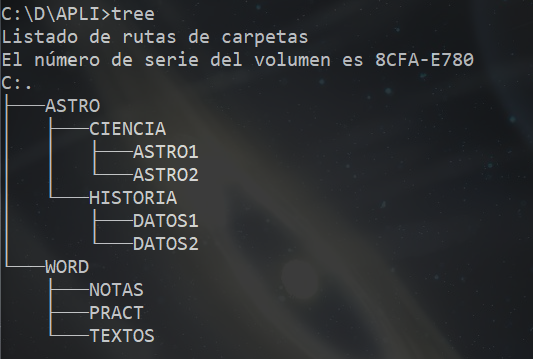 C:\D\APLI>tree
Listado de rutas de carpetas
El número de serie del volumen es 8CFA-E780
C:.
├───ASTRO
│   ├───CIENCIA
│   │   ├───ASTRO1
│   │   └───ASTRO2
│   └───HISTORIA
│       ├───DATOS1
│       └───DATOS2
└───WORD
    ├───NOTAS
    ├───PRACT
    └───TEXTOS